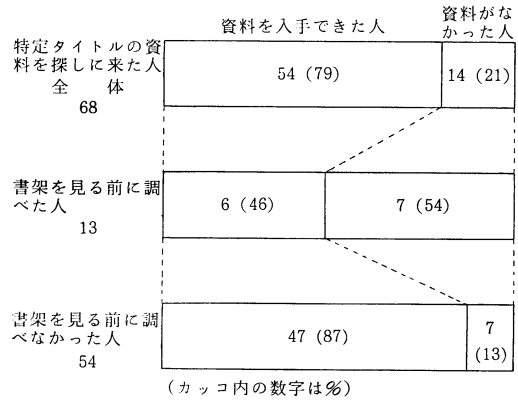 資料を入手できた人
資料がな
かった人
特定タイトルの資
料を探しに来た人
全 体
68
54 (79)
14 (21)
書架を見る前に調
べた人
13
6 (46)
7 (54)
書架を見る前に調
べなかった人
54
47 (87)
7
(13)
(カッコ内の数字は%)